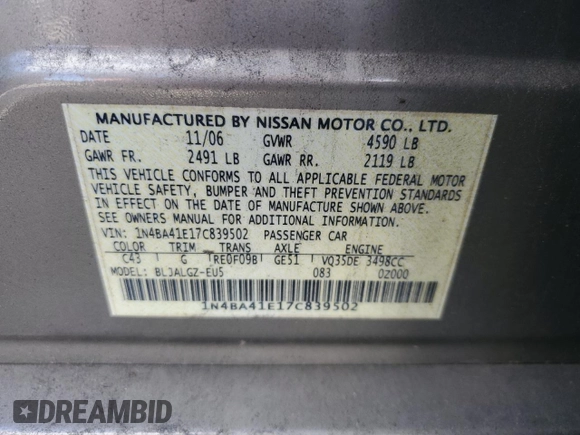 MANUFACTURED BY NISSAN MOTOR CO., LTD.
DATE 11/06 GVWR 4590 LB
GAWR FR. 2491 LB GAWR RR. 2119 LB
THIS VEHICLE CONFORMS TO ALL APPLICABLE FEDERAL MOTOR
VEHICLE SAFETY, BUMPER AND THEFT PREVENTION STANDARDS
IN EFFECT ON THE DATE OF MANUFACTURE SHOWN ABOVE.
SEE OWNERS MANUAL FOR ADDITIONAL INFORMATION.
VIN: 1N4BA41E17C839502 PASSENGER CAR
COLOR TRIM TRANS AXLE ENGINE
C43 G RE0F09B GE51 VQ35DE 3498CC
MODEL: BLJALGZ-EU5 083 0Z000
1N4BA41E17C839502
DREAMBID